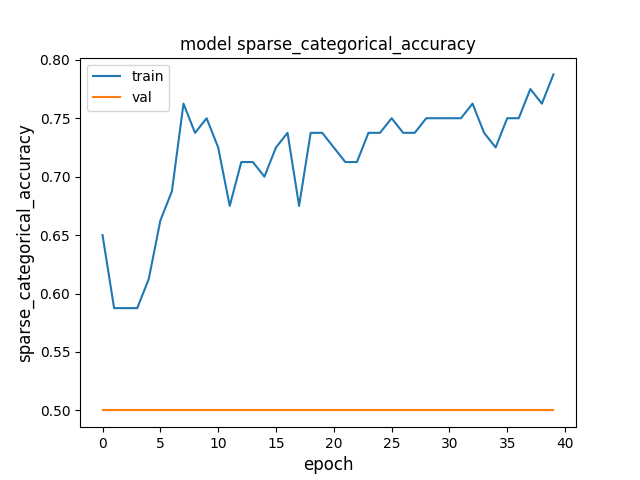 model sparse_categorical_accuracy
train
val
sparse_categorical_accuracy
0.80
0.75
0.70
0.65
0.60
0.55
0.50
0 5 10 15 20 25 30 35 40
epoch